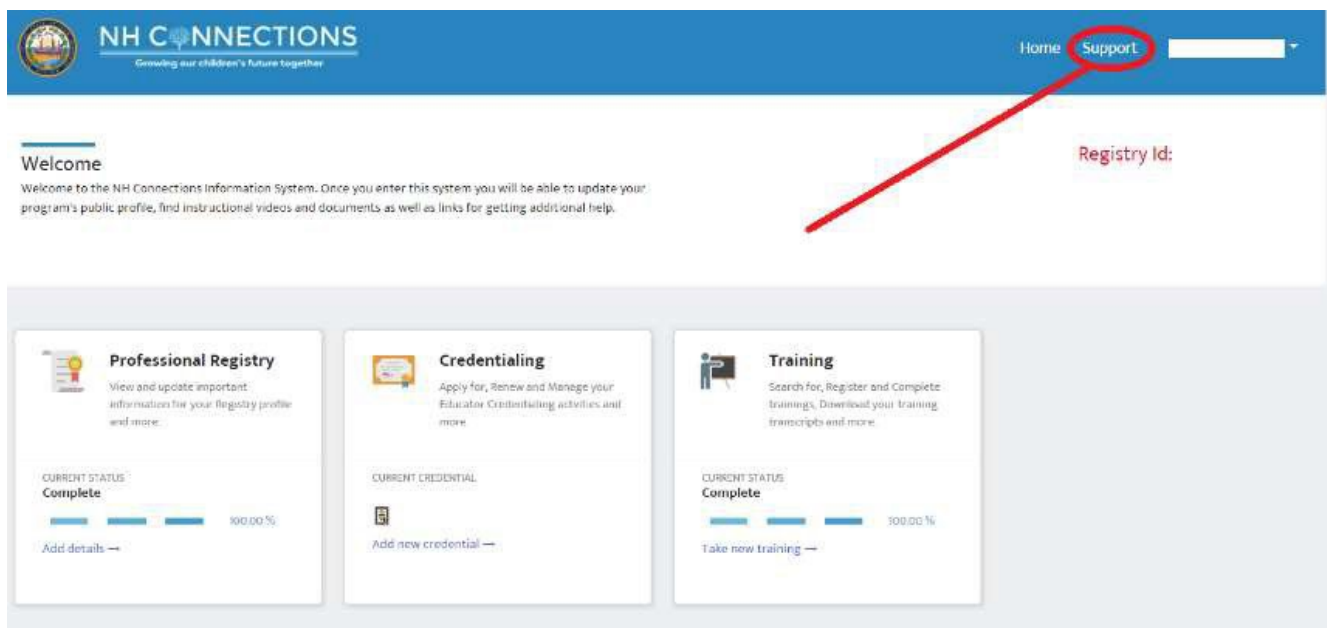 NH CONNECTIONS
Growing our children's future together
Home Support
Registry Id:
Welcome
Welcome to the NH Connections Information System. Once you enter this system you will be able to update your
program's public profile, find instructional videos and documents as well as links for getting additional help.
Professional Registry
View and update important
information for your Registry profile
and more.
CURRENT STATUS
Complete
100.00 %
Add details →
Credentialing
Apply for, Renew and Manage your
Educator Credentialing activities and
more
CURRENT CREDENTIAL
Add new credential →
Training
Search for, Register and Complete
trainings, Download your training
transcripts and more
CURRENT STATUS
Complete
100.00 %
Take new training →